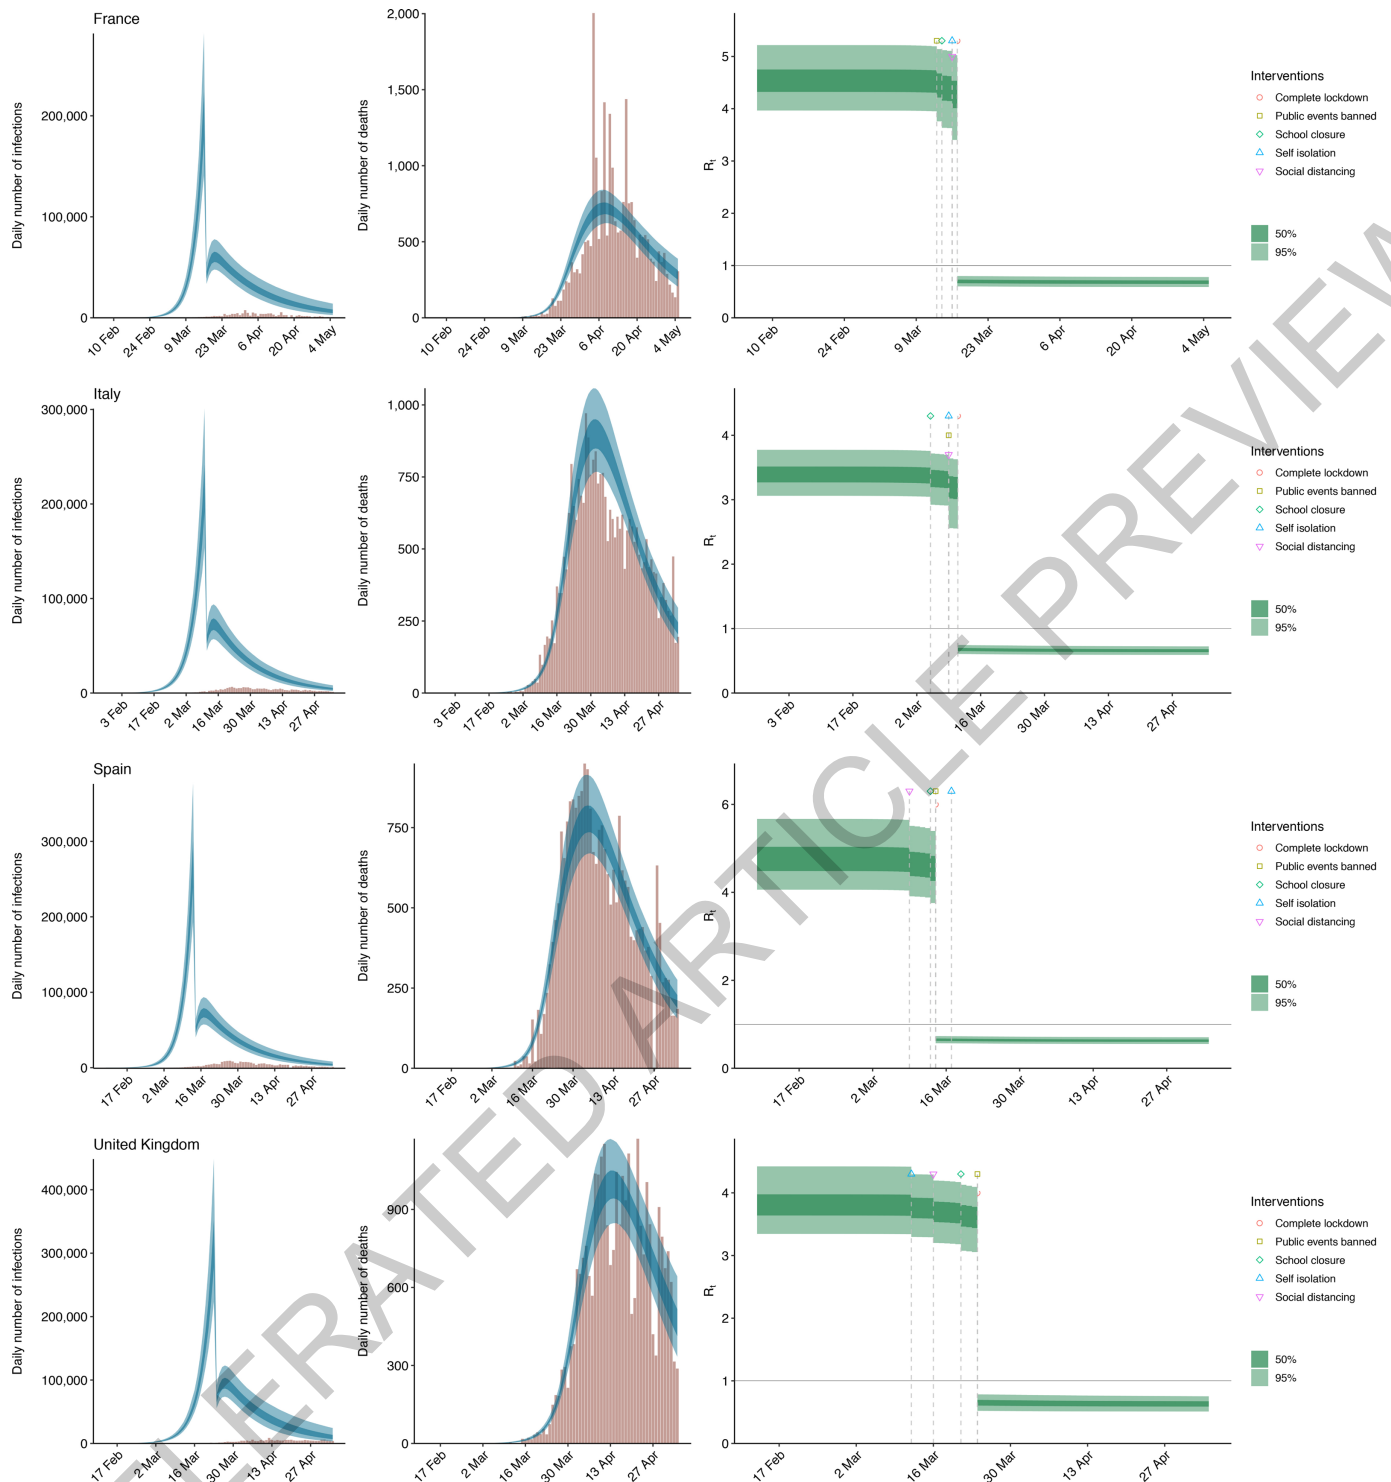 France
Daily number of infections
200,000
100,000
0
10 Feb
24 Feb
9 Mar
23 Mar
6 Apr
20 Apr
4 May
Daily number of deaths
2,000
1,500
1,000
500
0
10 Feb
24 Feb
9 Mar
23 Mar
6 Apr
20 Apr
4 May
Rt
5
4
3
2
1
0
10 Feb
24 Feb
9 Mar
23 Mar
6 Apr
20 Apr
4 May
Interventions
Complete lockdown
Public events banned
School closure
Self isolation
Social distancing
50%
95%
Italy
Daily number of infections
300,000
200,000
100,000
0
3 Feb
17 Feb
2 Mar
16 Mar
30 Mar
13 Apr
27 Apr
Daily number of deaths
1,000
750
500
250
0
3 Feb
17 Feb
2 Mar
16 Mar
30 Mar
13 Apr
27 Apr
Rt
4
3
2
1
0
3 Feb
17 Feb
2 Mar
16 Mar
30 Mar
13 Apr
27 Apr
Interventions
Complete lockdown
Public events banned
School closure
Self isolation
Social distancing
50%
95%
Spain
Daily number of infections
300,000
200,000
100,000
0
17 Feb
2 Mar
16 Mar
30 Mar
13 Apr
27 Apr
Daily number of deaths
750
500
250
0
17 Feb
2 Mar
16 Mar
30 Mar
13 Apr
27 Apr
Rt
6
4
2
0
17 Feb
2 Mar
16 Mar
30 Mar
13 Apr
27 Apr
Interventions
Complete lockdown
Public events banned
School closure
Self isolation
Social distancing
50%
95%
United Kingdom
Daily number of infections
400,000
300,000
200,000
100,000
0
17 Feb
2 Mar
16 Mar
30 Mar
13 Apr
27 Apr
Daily number of deaths
900
600
300
0
17 Feb
2 Mar
16 Mar
30 Mar
13 Apr
27 Apr
Rt
4
3
2
1
0
17 Feb
2 Mar
16 Mar
30 Mar
13 Apr
27 Apr
Interventions
Complete lockdown
Public events banned
School closure
Self isolation
Social distancing
50%
95%
LERATED ARTICLE PREVIEW